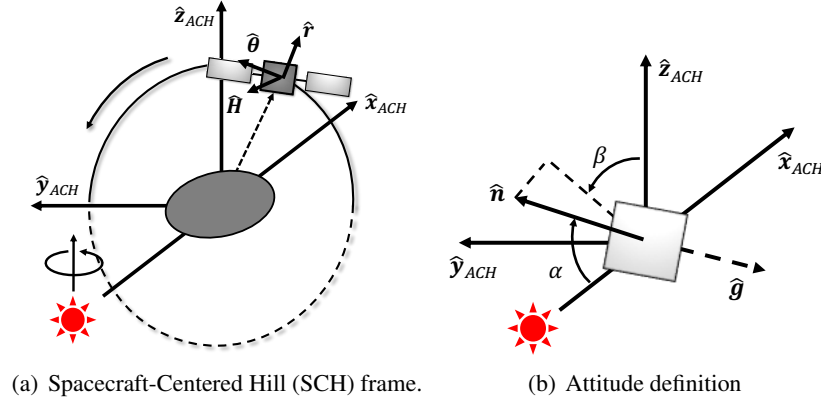 ẑ_ACH
θ̂
r̂
Ĥ
x̂_ACH
ŷ_ACH
ẑ_ACH
x̂_ACH
β
n̂
ŷ_ACH
α
ĝ
(a) Spacecraft-Centered Hill (SCH) frame.
(b) Attitude definition